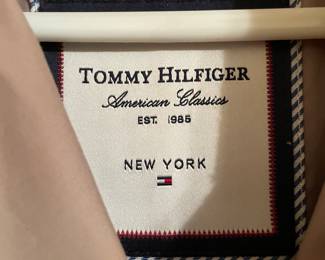 TOMMY HILFIGER
American Classics
EST. 1985
NEW YORK